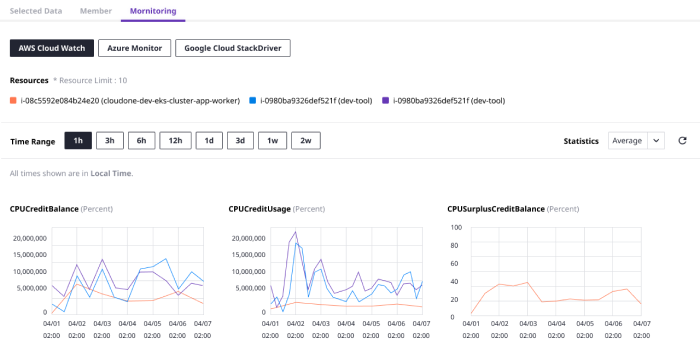 Selected Data Member Mornitoring
AWS Cloud Watch Azure Monitor Google Cloud StackDriver
Resources * Resource Limit : 10
i-08c5592e084b24e20 (cloudone-dev-eks-cluster-app-worker) i-0980ba9326def521f (dev-tool) i-0980ba9326def521f (dev-tool)
Time Range 1h 3h 6h 12h 1d 3d 1w 2w Statistics Average
All times shown are in Local Time.
CPUCreditBalance (Percent)
20,000,000
15,000,000
10,000,000
5,000,000
0
04/01 04/02 04/03 04/04 04/05 04/06 04/07
02:00 02:00 02:00 02:00 02:00 02:00 02:00
CPUCreditUsage (Percent)
20,000,000
15,000,000
10,000,000
5,000,000
0
04/01 04/02 04/03 04/04 04/05 04/06 04/07
02:00 02:00 02:00 02:00 02:00 02:00 02:00
CPUSurplusCreditBalance (Percent)
100
80
60
40
20
0
04/01 04/02 04/03 04/04 04/05 04/06 04/07
02:00 02:00 02:00 02:00 02:00 02:00 02:00